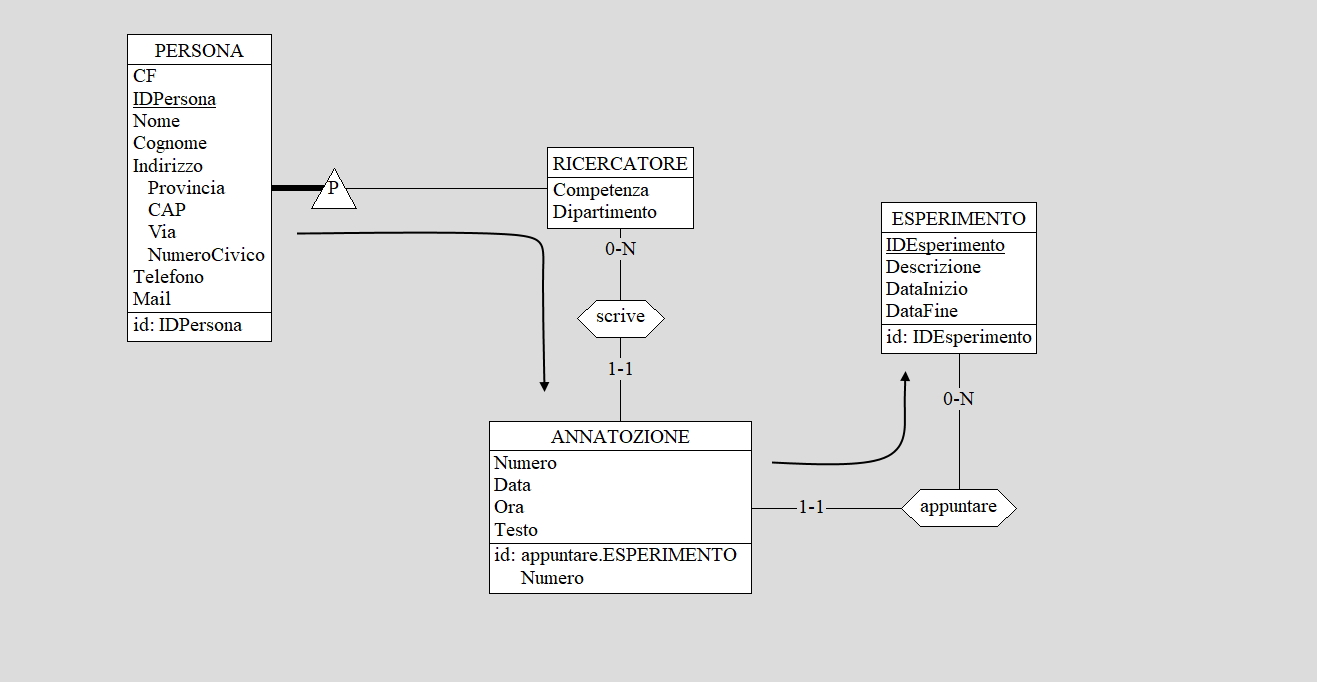 PERSONA
CF
IDPersona
Nome
Cognome
Indirizzo
Provincia
CAP
Via
NumeroCivico
Telefono
Mail
id: IDPersona
P
RICERCATORE
Competenza
Dipartimento
0-N
scrive
1-1
ANNATOZIONE
Numero
Data
Ora
Testo
id: appuntare.ESPERIMENTO
Numero
1-1
appuntare
0-N
ESPERIMENTO
IDEsperimento
Descrizione
DataInizio
DataFine
id: IDEsperimento